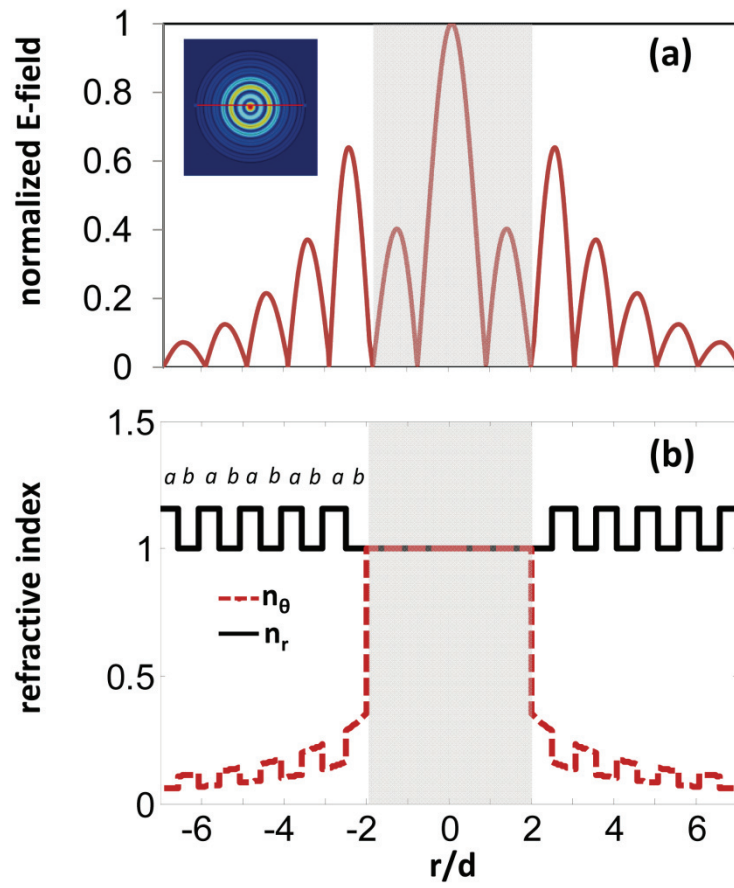 (a)
normalized E-field
1
0.8
0.6
0.4
0.2
0
(b)
refractive index
1.5
1
0.5
0
a b a b a b a b a b
n_θ
n_r
-6 -4 -2 0 2 4 6
r/d